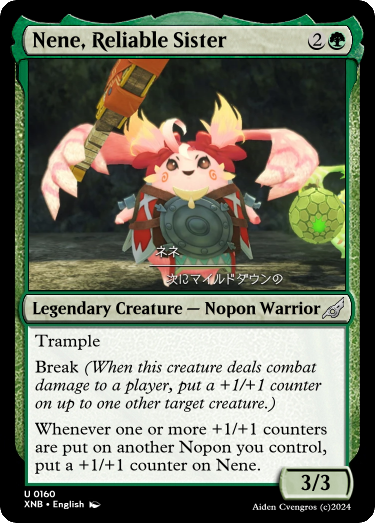 Nene, Reliable Sister 2
ネネ
次にマイルドダウンの
Legendary Creature — Nopon Warrior
Trample
Break (When this creature deals combat
damage to a player, put a +1/+1 counter
on up to one other target creature.)
Whenever one or more +1/+1 counters
are put on another Nopon you control,
put a +1/+1 counter on Nene.
3/3
U 0160
XNB • English
Aiden Cvengros (c)2024